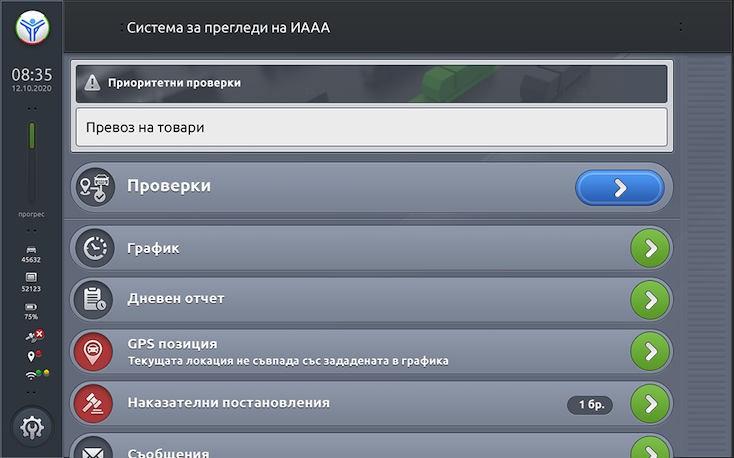 Система за прегледи на ИААА
08:35
12.10.2020
Приоритетни проверки
Превоз на товари
Проверки
прогрес
График
45632
Дневен отчет
52123
75%
GPS позиция
Текущата локация не съвпада със зададената в графика
Наказателни постановления
1 бр.
Съобщения